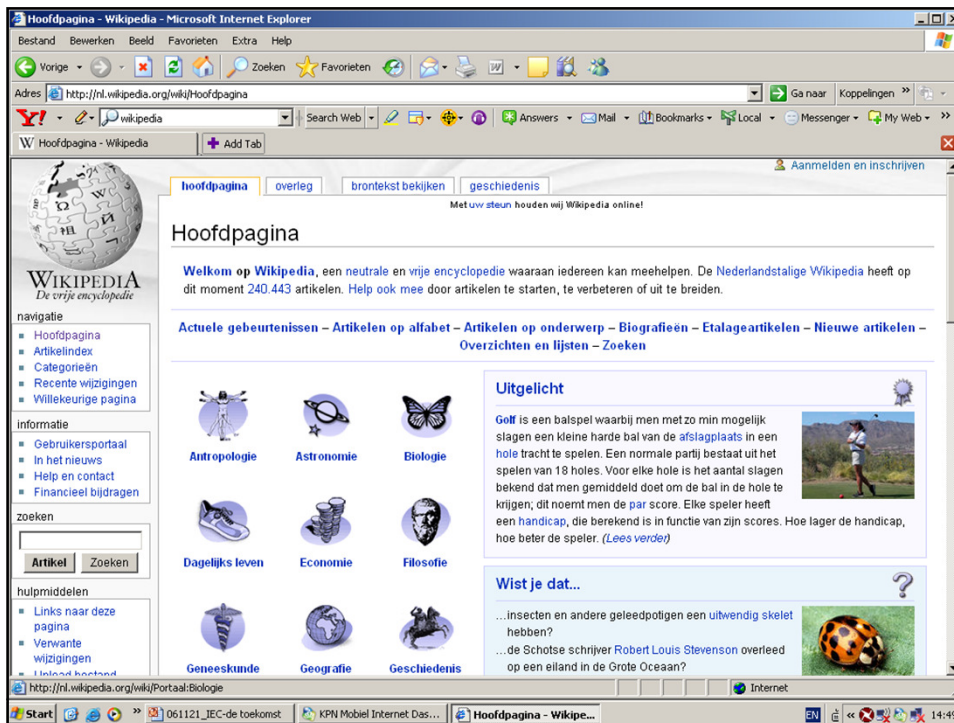 Hoofdpagina - Wikipedia - Microsoft Internet Explorer
Bestand Bewerken Beeld Favorieten Extra Help
Vorige Zoeken Favorieten
Adres http://nl.wikipedia.org/wiki/Hoofdpagina Ga naar Koppelingen »
Y! wikipedia Search Web Answers Mail Bookmarks Local Messenger My Web »
W Hoofdpagina - Wikipedia Add Tab
Aanmelden en inschrijven
hoofdpagina overleg brontekst bekijken geschiedenis
Met uw steun houden wij Wikipedia online!
Hoofdpagina
Welkom op Wikipedia, een neutrale en vrije encyclopedie waaraan iedereen kan meehelpen. De Nederlandstalige Wikipedia heeft op
dit moment 240.443 artikelen. Help ook mee door artikelen te starten, te verbeteren of uit te breiden.
Actuele gebeurtenissen – Artikelen op alfabet – Artikelen op onderwerp – Biografieën – Etalageartikelen – Nieuwe artikelen –
Overzichten en lijsten – Zoeken
WIKIPEDIA
De vrije encyclopedie
navigatie
Hoofdpagina
Artikelindex
Categorieën
Recente wijzigingen
Willekeurige pagina
informatie
Gebruikersportaal
In het nieuws
Help en contact
Financieel bijdragen
zoeken
Artikel Zoeken
hulpmiddelen
Links naar deze
pagina
Verwante
wijzigingen
Upload bestand
Antropologie Astronomie Biologie
Dagelijks leven Economie Filosofie
Geneeskunde Geografie Geschiedenis
Uitgelicht
Golf is een balspel waarbij men met zo min mogelijk
slagen een kleine harde bal van de afslagplaats in een
hole tracht te spelen. Een normale partij bestaat uit het
spelen van 18 holes. Voor elke hole is het aantal slagen
bekend dat men gemiddeld doet om de bal in de hole te
krijgen; dit noemt men de par score. Elke speler heeft
een handicap, die berekend is in functie van zijn scores. Hoe lager de handicap,
hoe beter de speler. (Lees verder)
Wist je dat...
...insecten en andere geleedpotigen een uitwendig skelet
hebben?
...de Schotse schrijver Robert Louis Stevenson overleed
op een eiland in de Grote Oceaan?
http://nl.wikipedia.org/wiki/Portaal:Biologie Internet
Start » 061121_IEC-de toekomst KPN Mobiel Internet Das... Hoofdpagina - Wikipe... EN « 14:49